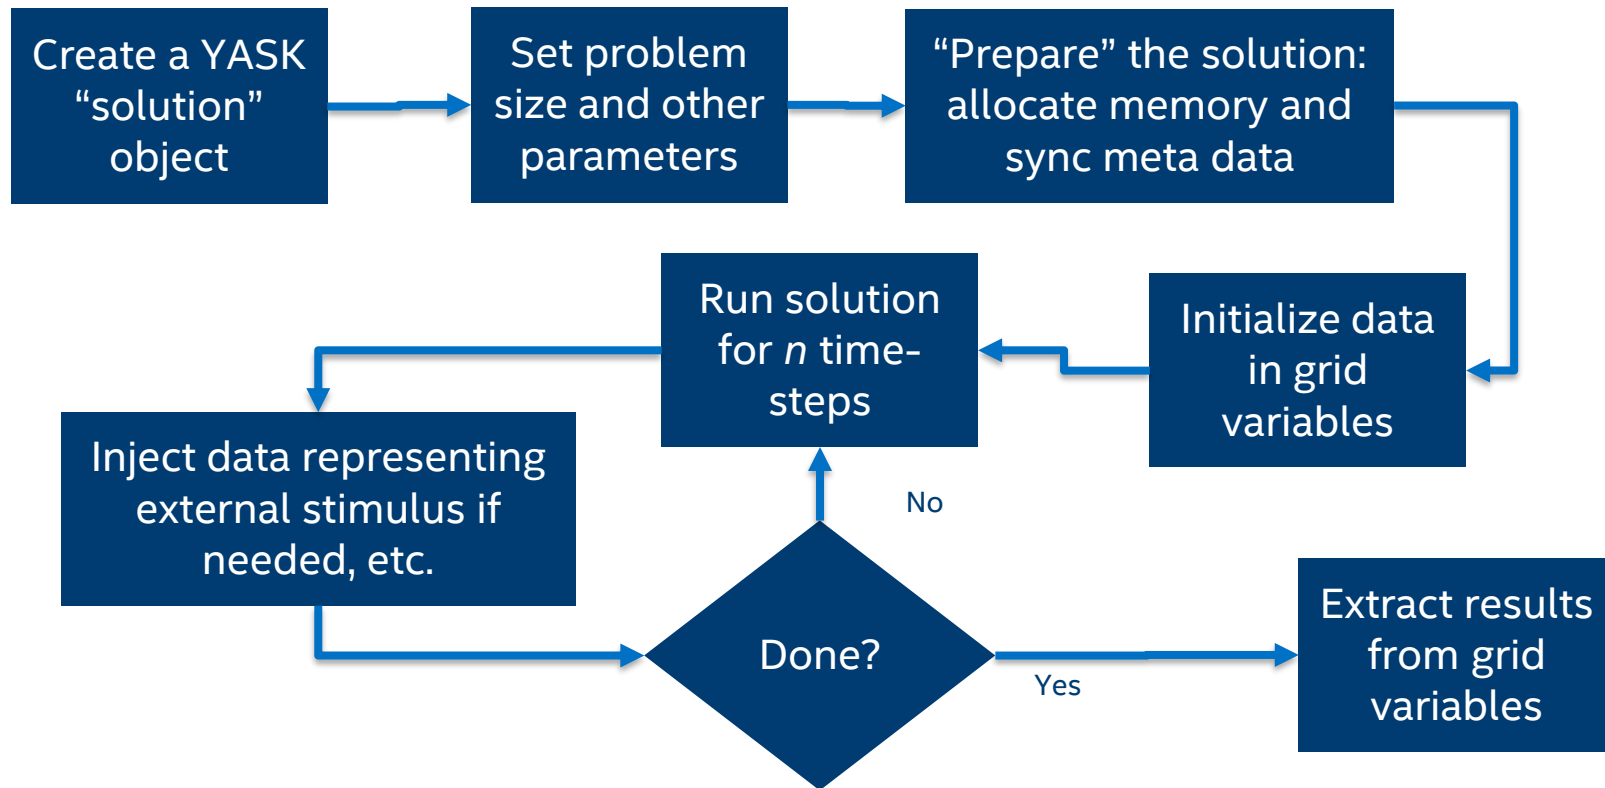 Create a YASK
“solution”
object
Set problem
size and other
parameters
“Prepare” the solution:
allocate memory and
sync meta data
Initialize data
in grid
variables
Run solution
for n time-
steps
Inject data representing
external stimulus if
needed, etc.
Done?
No
Yes
Extract results
from grid
variables